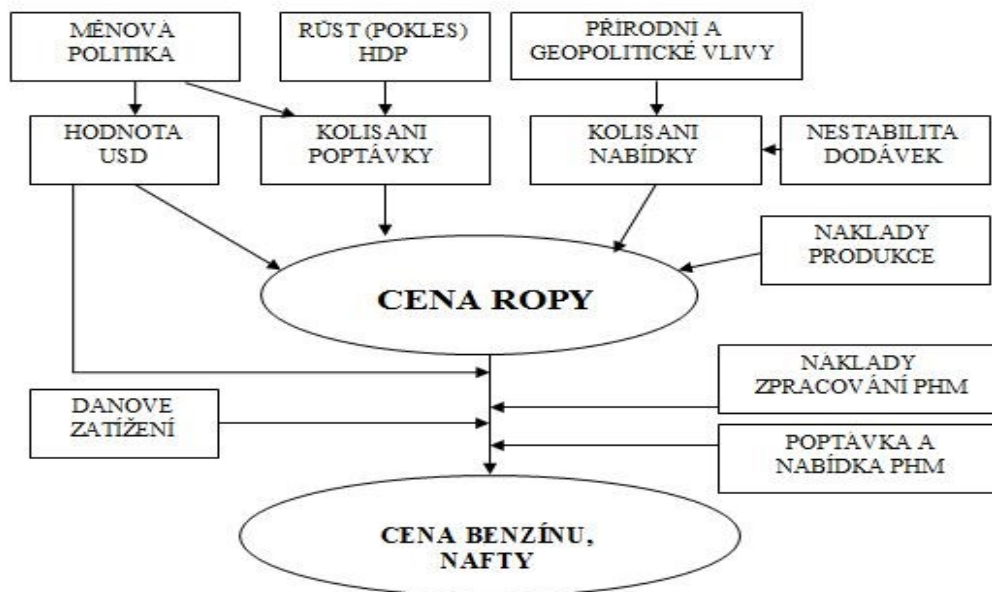 MĚNOVÁ
POLITIKA
RŮST (POKLES)
HDP
PŘÍRODNÍ A
GEOPOLITICKÉ VLIVY
HODNOTA
USD
KOLISANI
POPTÁVKY
KOLISANI
NABÍDKY
NESTABILITA
DODÁVEK
NAKLADY
PRODUKCE
CENA ROPY
NÁKLADY
ZPRACOVÁNÍ PHM
DANOVE
ZATÍŽENÍ
POPTÁVKA A
NABÍDKA PHM
CENA BENZÍNU,
NAFTY